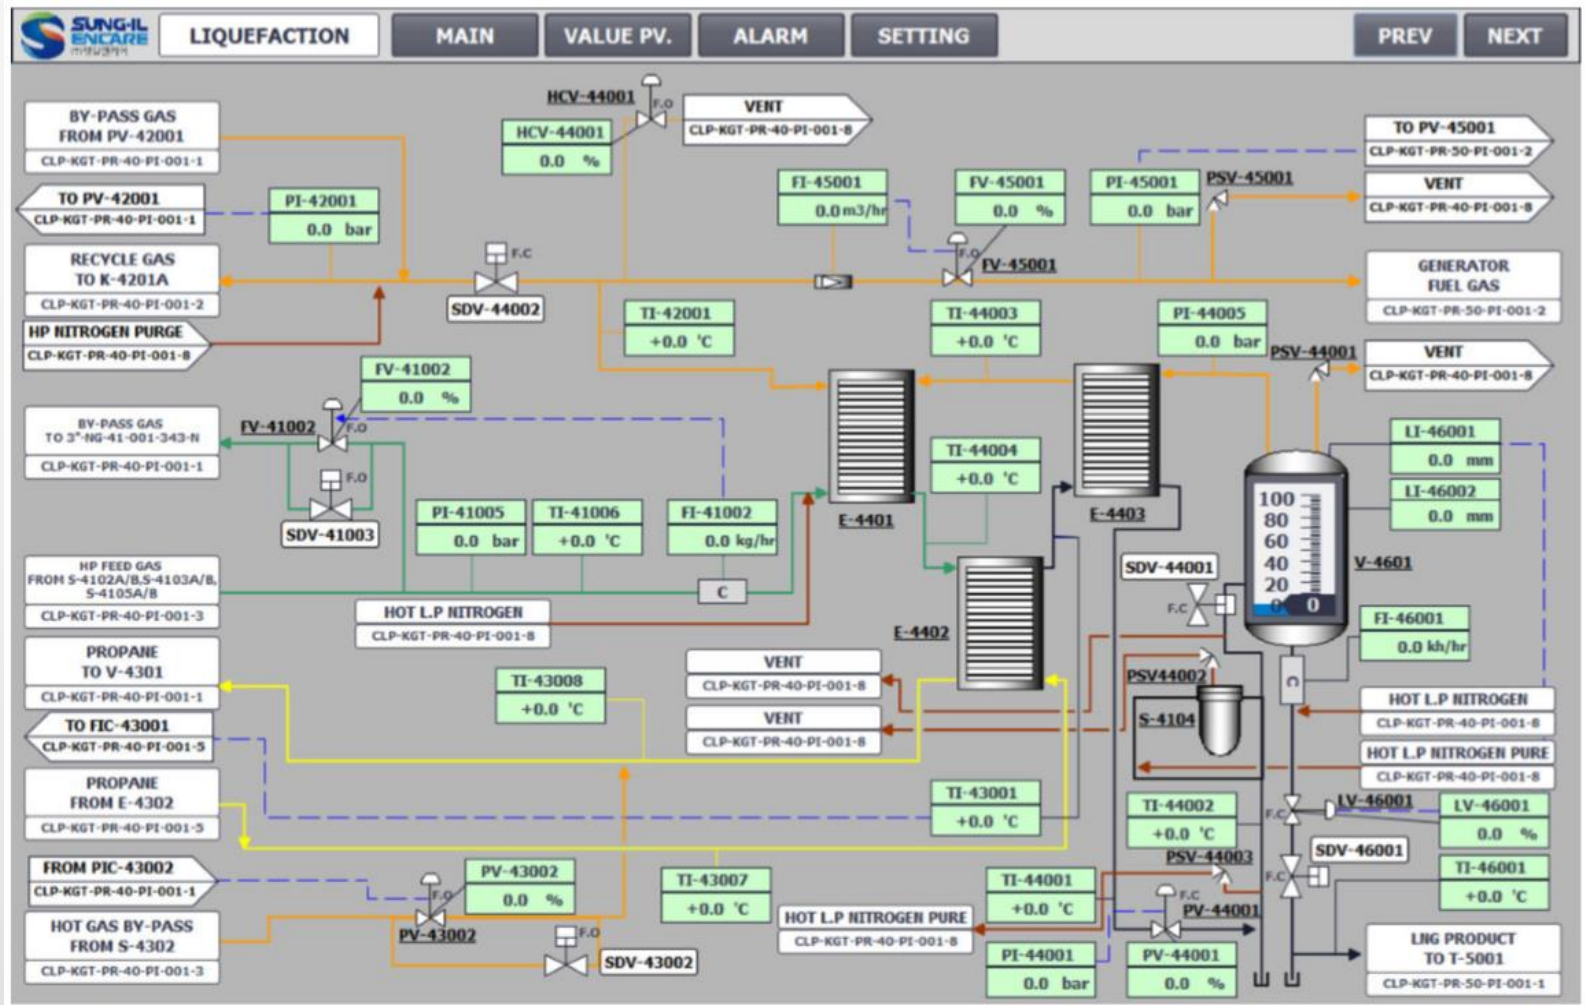 SUNG-IL
ENCARE
LIQUEFACTION
MAIN
VALUE PV.
ALARM
SETTING
PREV
NEXT
BY-PASS GAS
FROM PV-42001
CLP-KGT-PR-40-PI-001-1
HCV-44001
F.O
VENT
CLP-KGT-PR-40-PI-001-8
HCV-44001
0.0 %
TO PV-45001
CLP-KGT-PR-50-PI-001-2
TO PV-42001
CLP-KGT-PR-40-PI-001-1
PI-42001
0.0 bar
FI-45001
0.0 m3/hr
FV-45001
0.0 %
PI-45001
0.0 bar
PSV-45001
VENT
CLP-KGT-PR-40-PI-001-8
RECYCLE GAS
TO K-4201A
CLP-KGT-PR-40-PI-001-2
F.C
SDV-44002
F.O
FV-45001
GENERATOR
FUEL GAS
CLP-KGT-PR-50-PI-001-2
HP NITROGEN PURGE
CLP-KGT-PR-40-PI-001-8
TI-42001
+0.0 'C
TI-44003
+0.0 'C
PI-44005
0.0 bar
PSV-44001
VENT
CLP-KGT-PR-40-PI-001-8
FV-41002
0.0 %
BY-PASS GAS
TO 3"-NG-41-001-343-N
CLP-KGT-PR-40-PI-001-1
FV-41002
F.O
F.O
SDV-41003
TI-44004
+0.0 'C
LI-46001
0.0 mm
LI-46002
0.0 mm
E-4401
E-4403
100
80
60
40
20
0
0
V-4601
PI-41005
0.0 bar
TI-41006
+0.0 'C
FI-41002
0.0 kg/hr
HP FEED GAS
FROM S-4102A/B,S-4103A/B,
S-4105A/B
CLP-KGT-PR-40-PI-001-3
C
SDV-44001
F.C
HOT L.P NITROGEN
CLP-KGT-PR-40-PI-001-8
E-4402
FI-46001
0.0 kh/hr
PROPANE
TO V-4301
CLP-KGT-PR-40-PI-001-1
TI-43008
+0.0 'C
VENT
CLP-KGT-PR-40-PI-001-8
PSV44002
C
VENT
CLP-KGT-PR-40-PI-001-8
S-4104
HOT L.P NITROGEN
CLP-KGT-PR-40-PI-001-8
TO FIC-43001
CLP-KGT-PR-40-PI-001-5
HOT L.P NITROGEN PURE
CLP-KGT-PR-40-PI-001-8
PROPANE
FROM E-4302
CLP-KGT-PR-40-PI-001-5
TI-43001
+0.0 'C
TI-44002
+0.0 'C
F.C
LV-46001
LV-46001
0.0 %
FROM PIC-43002
CLP-KGT-PR-40-PI-001-1
PV-43002
0.0 %
F.O
PV-43002
TI-43007
+0.0 'C
TI-44001
+0.0 'C
PSV-44003
F.C
PV-44001
SDV-46001
F.C
TI-46001
+0.0 'C
HOT GAS BY-PASS
FROM S-4302
CLP-KGT-PR-40-PI-001-3
F.O
SDV-43002
HOT L.P NITROGEN PURE
CLP-KGT-PR-40-PI-001-8
PI-44001
0.0 bar
PV-44001
0.0 %
LNG PRODUCT
TO T-5001
CLP-KGT-PR-50-PI-001-1